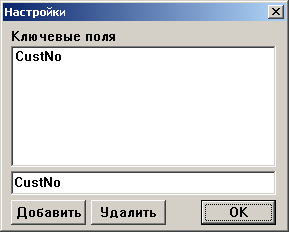 Настройки
Ключевые поля
CustNo
CustNo
Добавить Удалить OK